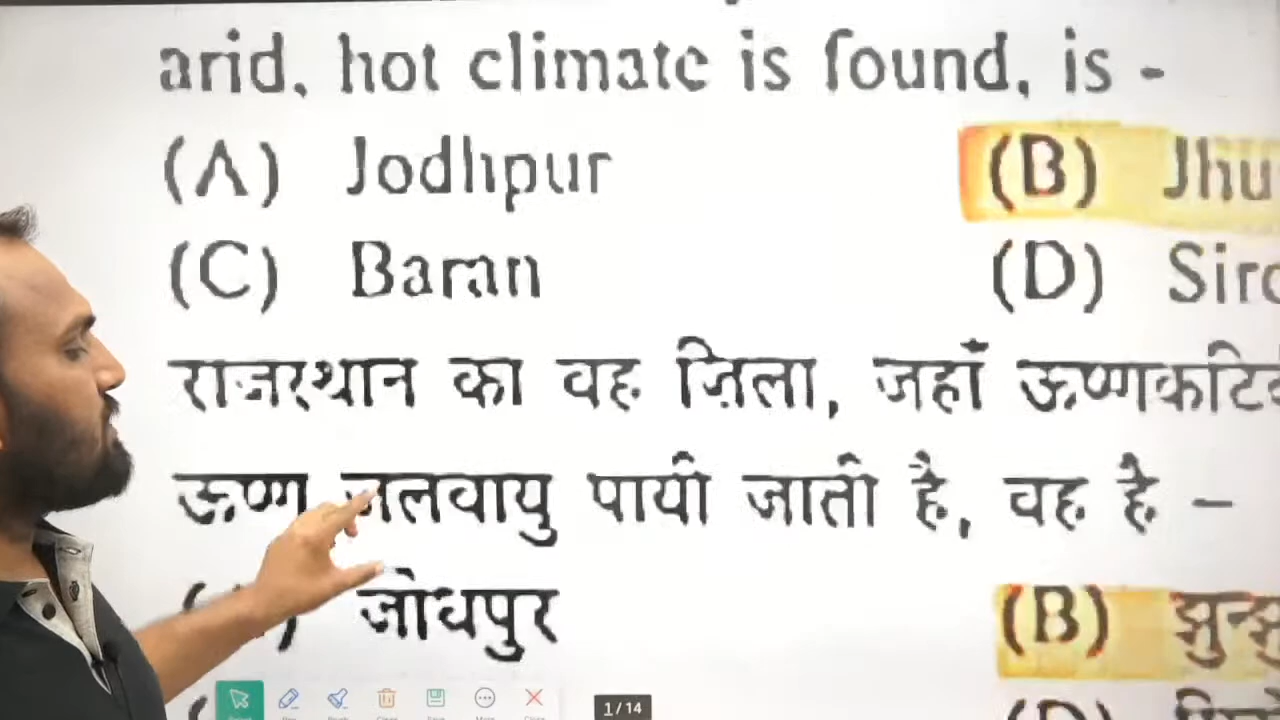 arid, hot climate is found, is -
(A) Jodhpur
(B) Jhu
(C) Baran
(D) Siro
राजस्थान का वह ज़िला, जहाँ ऊष्णकटि
ऊष्ण जलवायु पायी जाती है, वह है –
जोधपुर
(B) झुन्झु
1 / 14